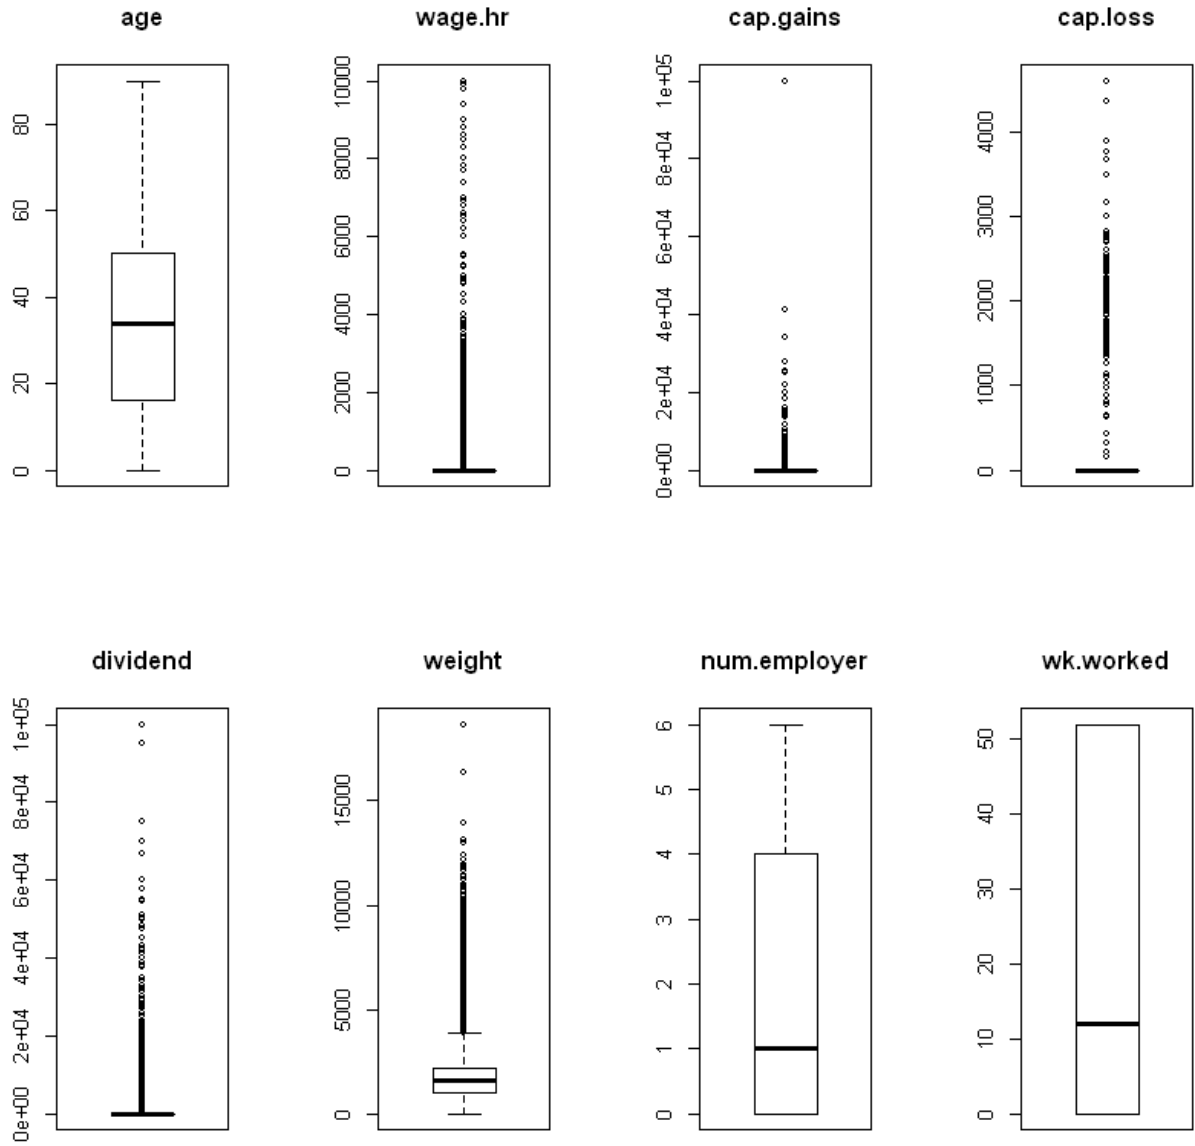 age wage.hr cap.gains cap.loss
80
60
40
20
0
10000
8000
6000
4000
2000
0
1e+05
8e+04
6e+04
4e+04
2e+04
0e+00
4000
3000
2000
1000
0
dividend weight num.employer wk.worked
1e+05
8e+04
6e+04
4e+04
2e+04
0e+00
15000
10000
5000
0
6
5
4
3
2
1
0
50
40
30
20
10
0